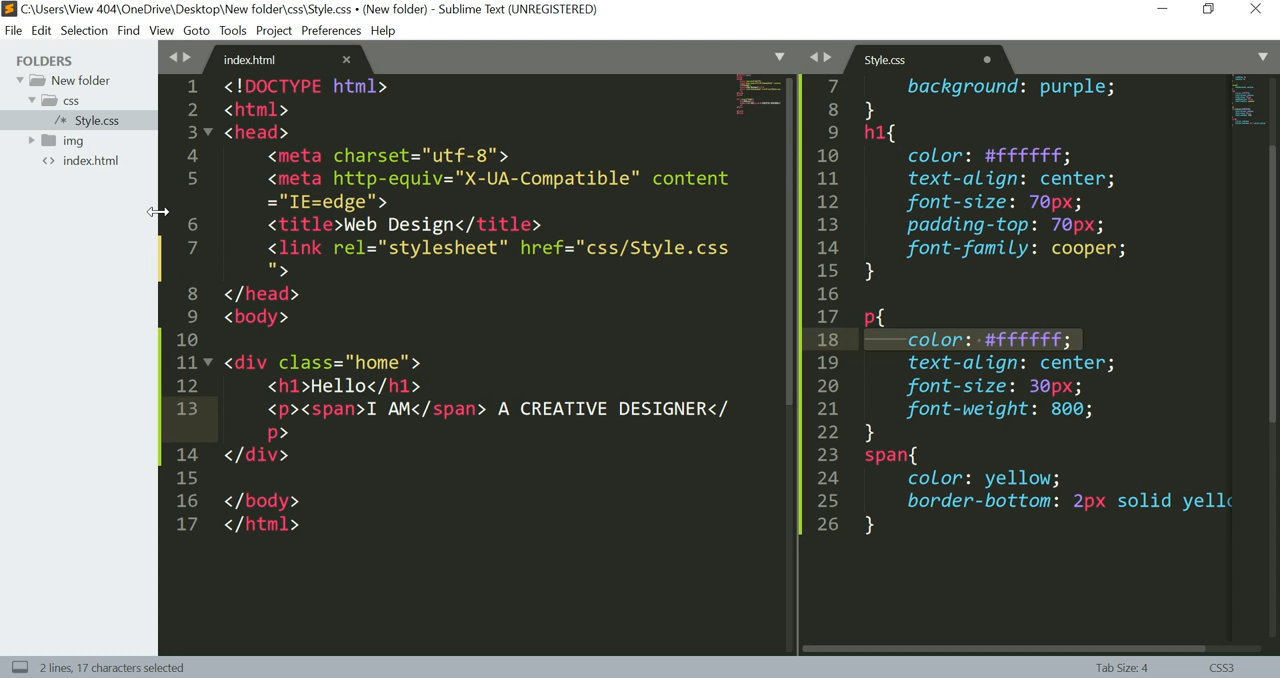 C:\Users\View 404\OneDrive\Desktop\New folder\css\Style.css • (New folder) - Sublime Text (UNREGISTERED)
File Edit Selection Find View Goto Tools Project Preferences Help
FOLDERS
New folder
css
/* Style.css
img
<> index.html
index.html
1 <!DOCTYPE html>
2 <html>
3 <head>
4 <meta charset="utf-8">
5 <meta http-equiv="X-UA-Compatible" content
="IE=edge">
6 <title>Web Design</title>
7 <link rel="stylesheet" href="css/Style.css
">
8 </head>
9 <body>
10
11 <div class="home">
12 <h1>Hello</h1>
13 <p><span>I AM</span> A CREATIVE DESIGNER</
p>
14 </div>
15
16 </body>
17 </html>
Style.css
7 background: purple;
8 }
9 h1{
10 color: #ffffff;
11 text-align: center;
12 font-size: 70px;
13 padding-top: 70px;
14 font-family: cooper;
15 }
16
17 p{
18 color: #ffffff;
19 text-align: center;
20 font-size: 30px;
21 font-weight: 800;
22 }
23 span{
24 color: yellow;
25 border-bottom: 2px solid yell
26 }
2 lines, 17 characters selected
Tab Size: 4
CSS3